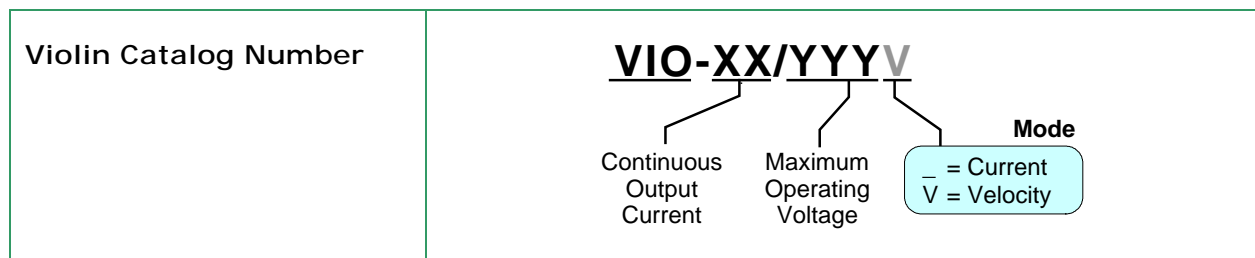 Violin Catalog Number
VIO-XX/YYYV
Mode
Continuous
Output
Current
Maximum
Operating
Voltage
_ = Current
V = Velocity